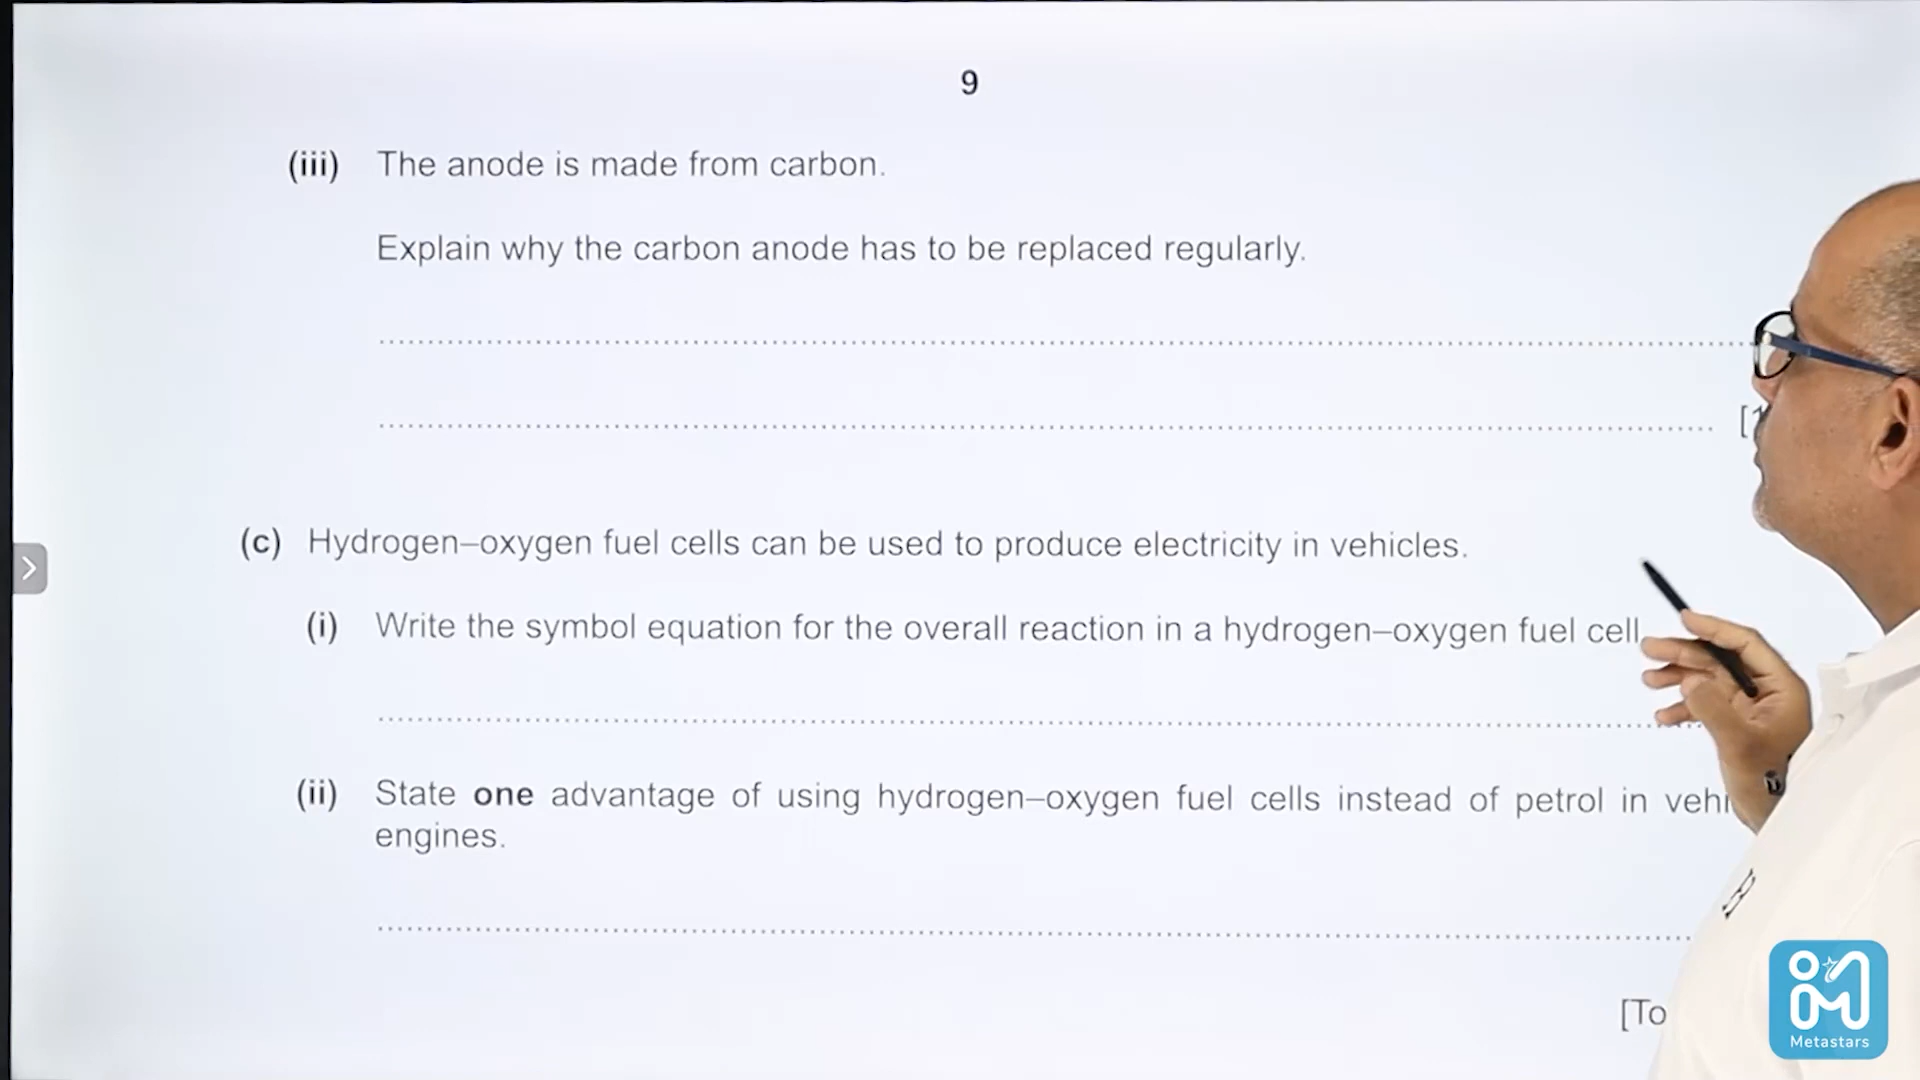 9
(iii) The anode is made from carbon.
Explain why the carbon anode has to be replaced regularly.
(c) Hydrogen–oxygen fuel cells can be used to produce electricity in vehicles.
(i) Write the symbol equation for the overall reaction in a hydrogen–oxygen fuel cell
(ii) State one advantage of using hydrogen–oxygen fuel cells instead of petrol in
engines.
Metastars